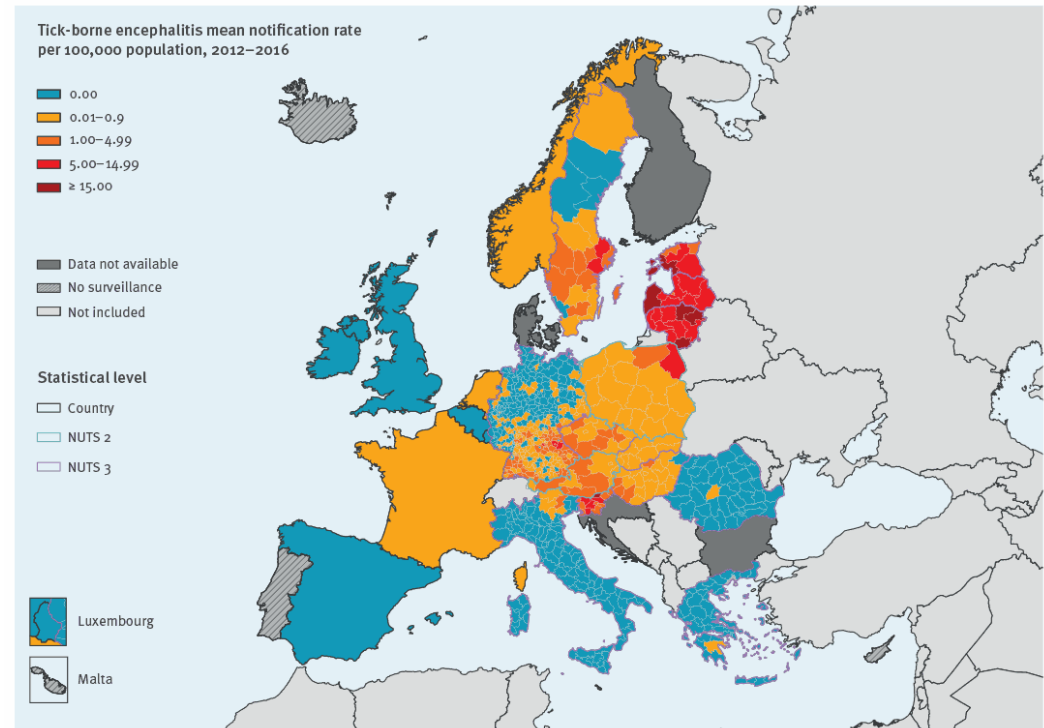 Tick-borne encephalitis mean notification rate
per 100,000 population, 2012–2016
0.00
0.01–0.9
1.00–4.99
5.00–14.99
≥ 15.00
Data not available
No surveillance
Not included
Statistical level
Country
NUTS 2
NUTS 3
Luxembourg
Malta